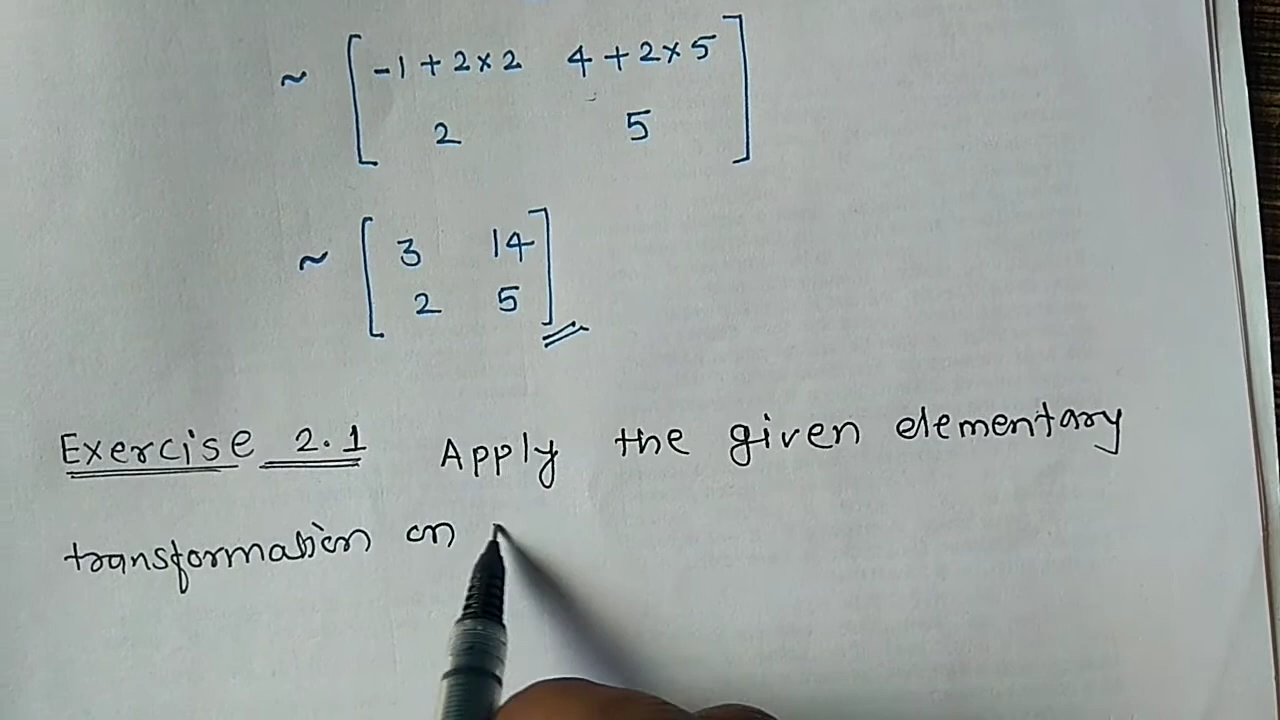 ~ [ -1 + 2 × 2 4 + 2 × 5 ]
2 5
~ [ 3 14 ]
2 5
Exercise 2.1 Apply the given elementary
transformation on